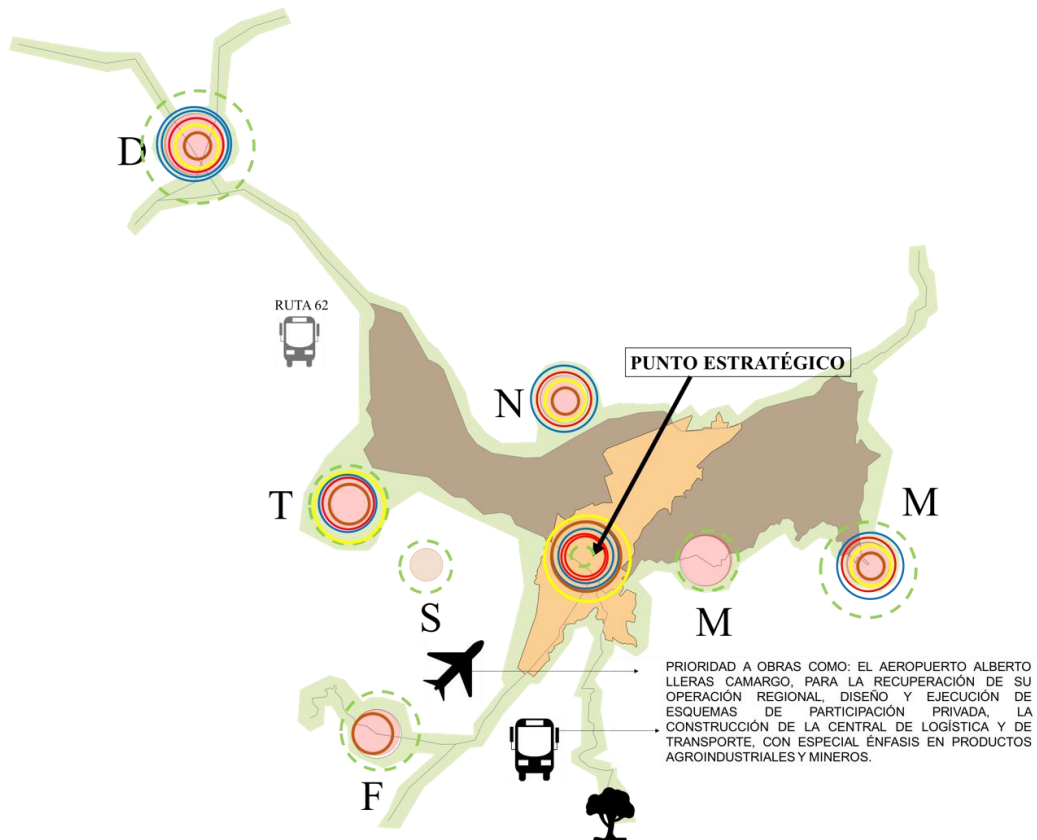 D
RUTA 62
PUNTO ESTRATÉGICO
N
T
M
S
M
PRIORIDAD A OBRAS COMO: EL AEROPUERTO ALBERTO
LLERAS CAMARGO, PARA LA RECUPERACIÓN DE SU
OPERACIÓN REGIONAL, DISEÑO Y EJECUCIÓN DE
ESQUEMAS DE PARTICIPACIÓN PRIVADA, LA
CONSTRUCCIÓN DE LA CENTRAL DE LOGÍSTICA Y DE
TRANSPORTE, CON ESPECIAL ÉNFASIS EN PRODUCTOS
AGROINDUSTRIALES Y MINEROS.
F